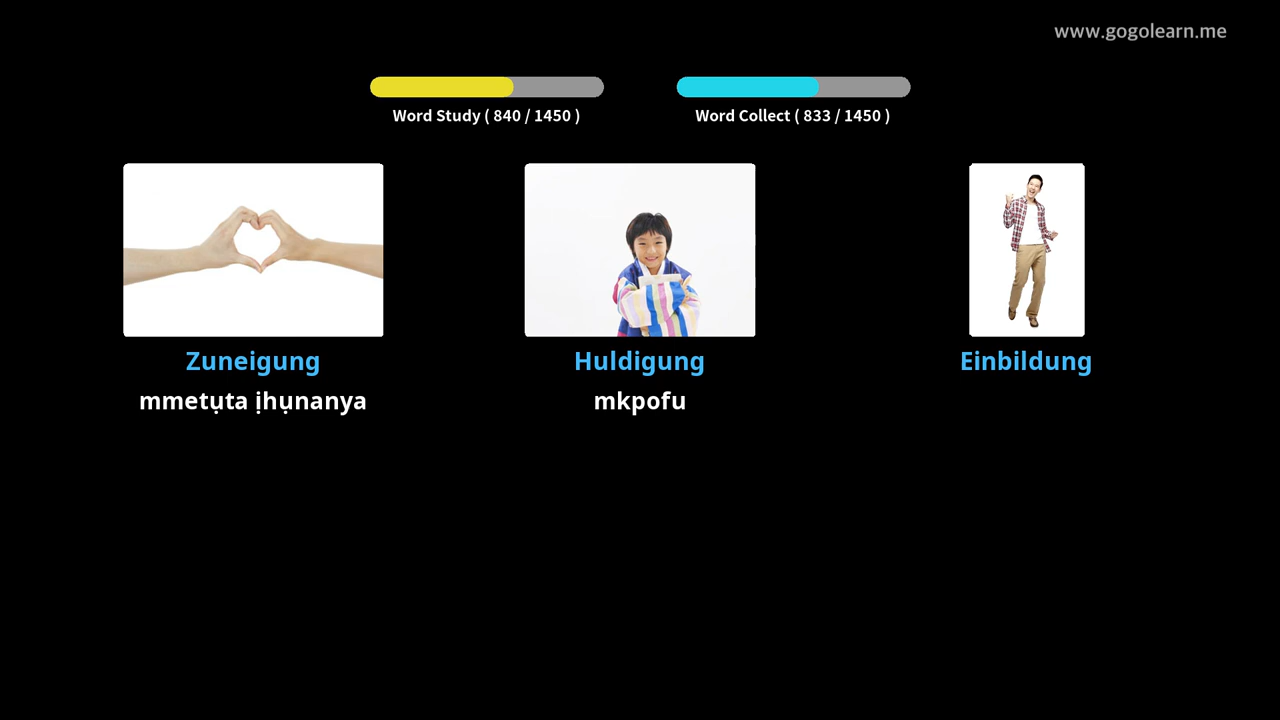 www.gogolearn.me
Word Study ( 840 / 1450 )
Word Collect ( 833 / 1450 )
Zuneigung
Huldigung
Einbildung
mmetụta ịhụnanya
mkpofu